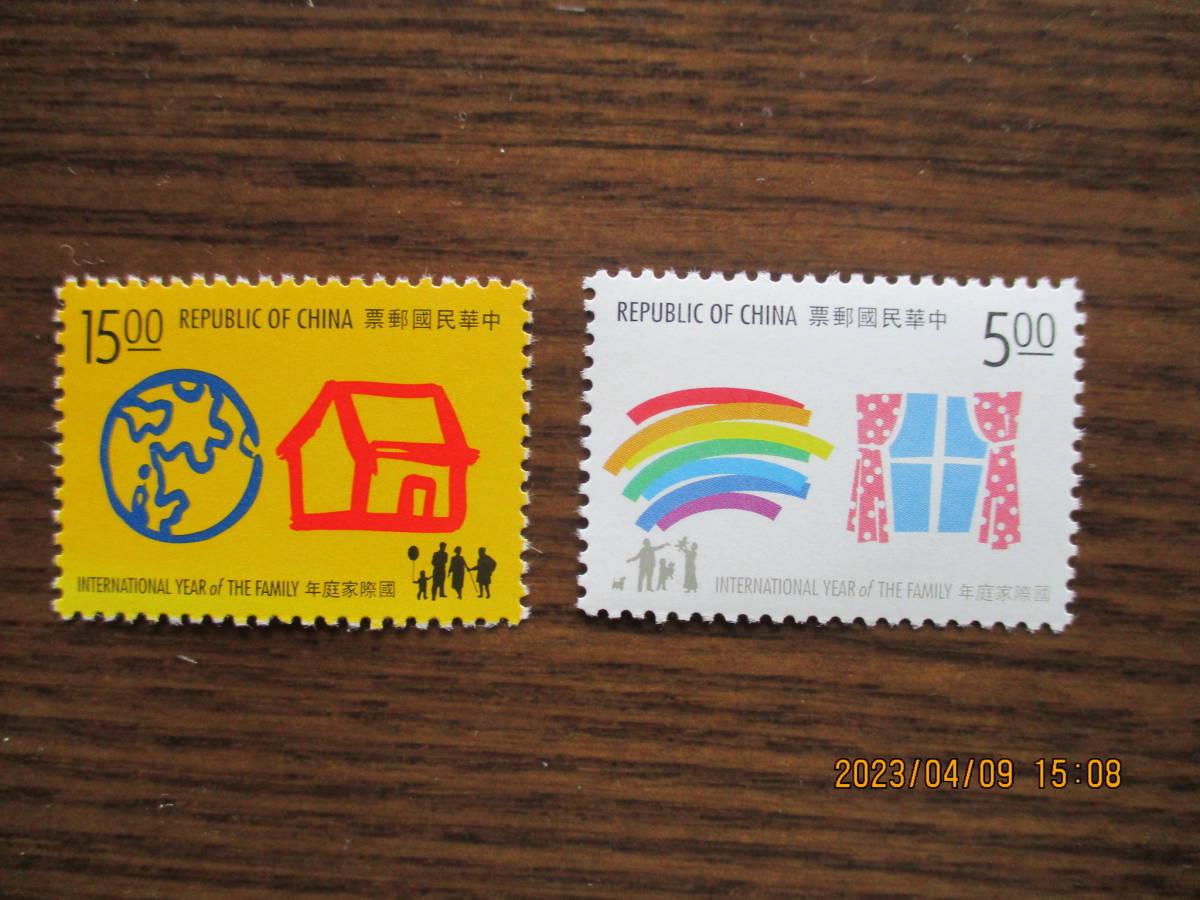 15.00
REPUBLIC OF CHINA 票郵國民華中
INTERNATIONAL YEAR of THE FAMILY 年庭家際國
REPUBLIC OF CHINA 票郵國民華中
5.00
INTERNATIONAL YEAR of THE FAMILY 年庭家際國
2023/04/09 15:08